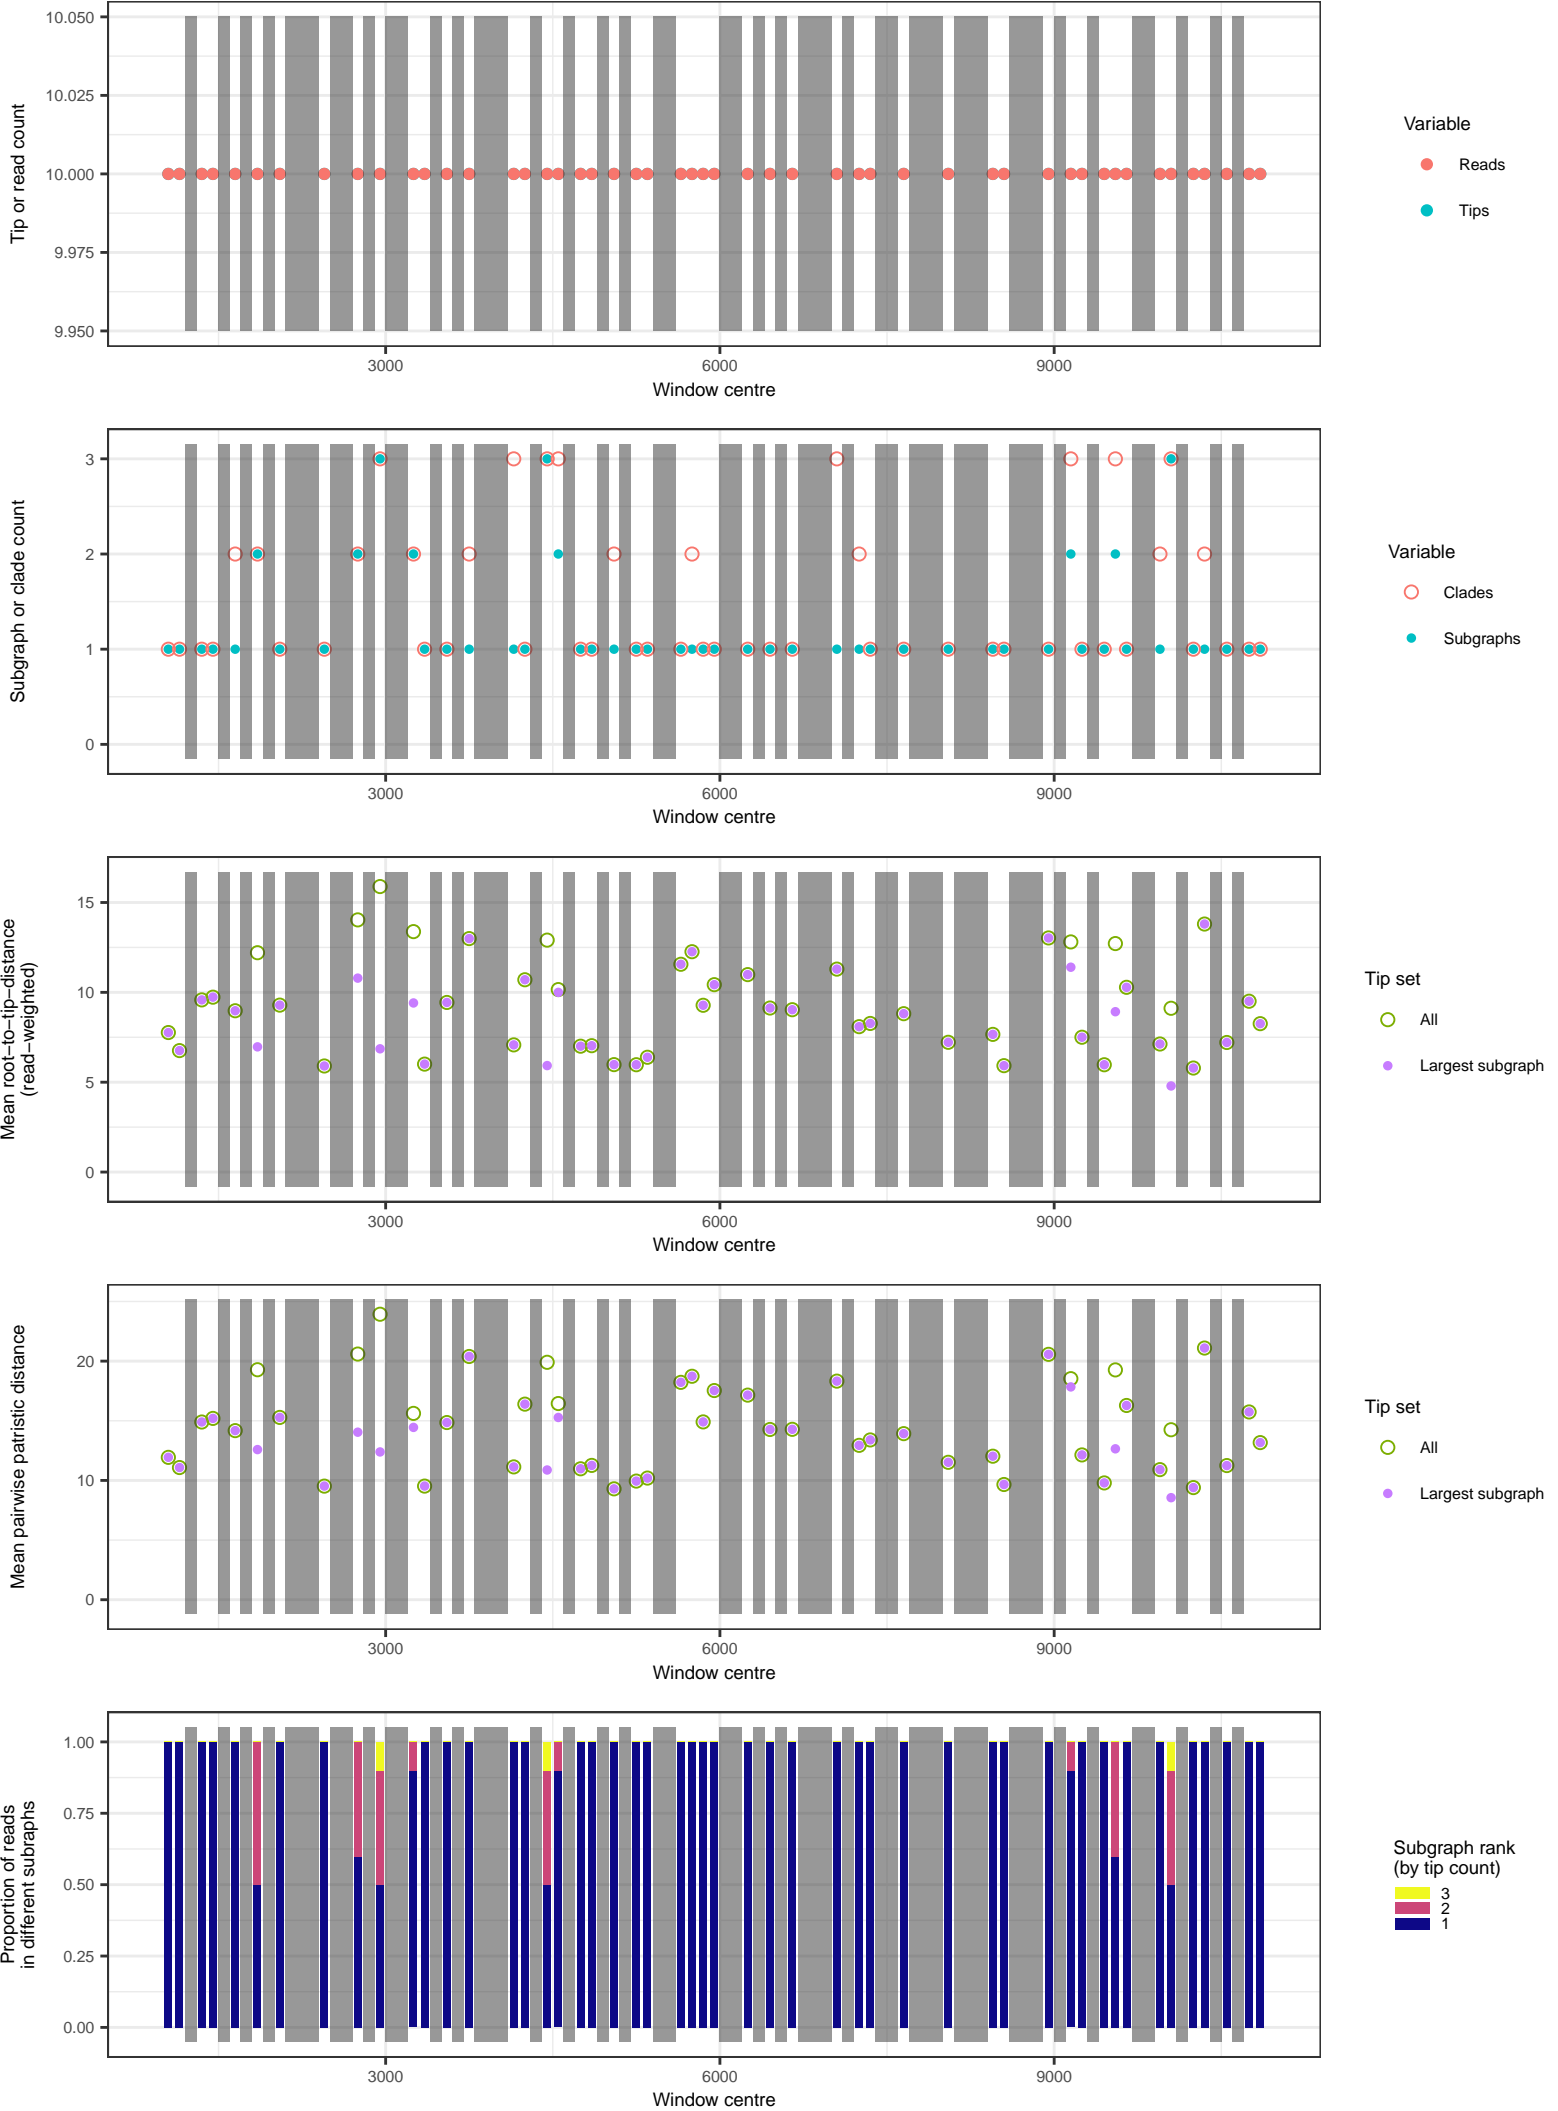 10.050
10.025
10.000
9.975
9.950
Tip or read count
3000
6000
9000
Window centre
Variable
Reads
Tips
3
2
1
0
Subgraph or clade count
3000
6000
9000
Window centre
Variable
Clades
Subgraphs
15
10
5
0
Mean root−to−tip−distance
(read−weighted)
3000
6000
9000
Window centre
Tip set
All
Largest subgraph
20
10
0
Mean pairwise patristic distance
3000
6000
9000
Window centre
Tip set
All
Largest subgraph
1.00
0.75
0.50
0.25
0.00
Proportion of reads
in different subraphs
3000
6000
9000
Window centre
Subgraph rank
(by tip count)
3
2
1